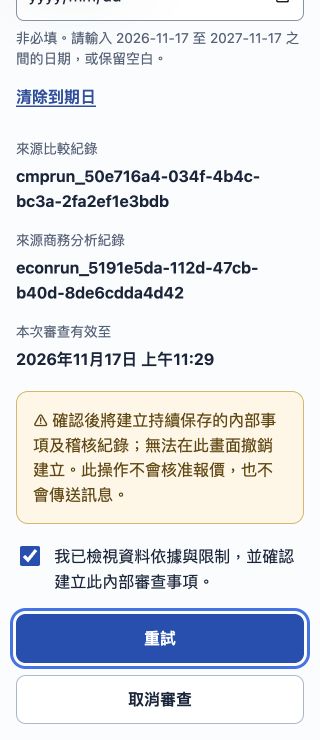 非必填。請輸入 2026-11-17 至 2027-11-17 之
間的日期，或保留空白。
清除到期日
來源比較紀錄
cmprun_50e716a4-034f-4b4c-
bc3a-2fa2ef1e3bdb
來源商務分析紀錄
econrun_5191e5da-112d-47cb-
b40d-8de6cdda4d42
本次審查有效至
2026年11月17日 上午11:29
⚠ 確認後將建立持續保存的內部事
項及稽核紀錄；無法在此畫面撤銷
建立。此操作不會核准報價，也不
會傳送訊息。
我已檢視資料依據與限制，並確認
建立此內部審查事項。
重試
取消審查